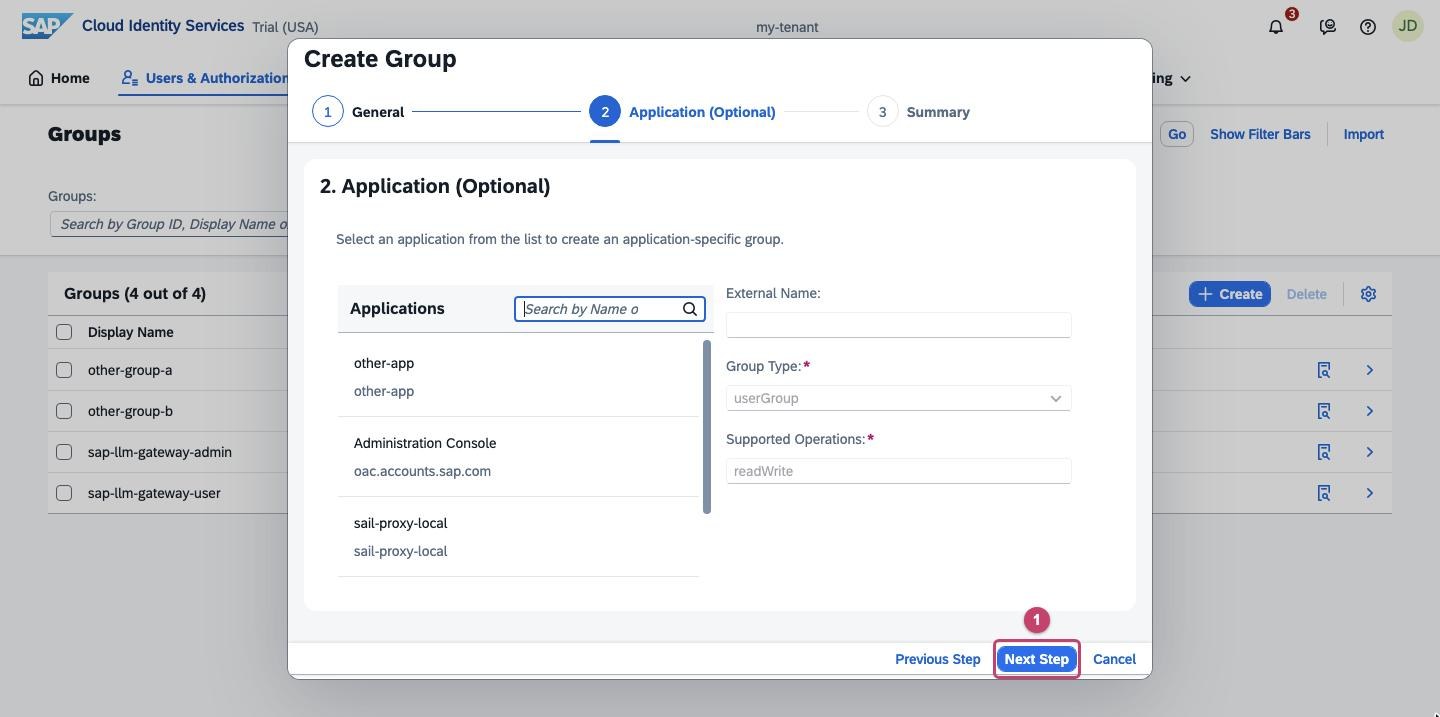 SAP Cloud Identity Services Trial (USA)
my-tenant
3
JD
Home
Users & Authorization
ing
Create Group
1 General
2 Application (Optional)
3 Summary
Groups
Go
Show Filter Bars
Import
Groups:
Search by Group ID, Display Name o
2. Application (Optional)
Select an application from the list to create an application-specific group.
Groups (4 out of 4)
Create
Delete
Display Name
other-group-a
other-group-b
sap-llm-gateway-admin
sap-llm-gateway-user
Applications
Search by Name o
other-app
other-app
Administration Console
oac.accounts.sap.com
sail-proxy-local
sail-proxy-local
External Name:
Group Type:*
userGroup
Supported Operations:*
readWrite
1
Previous Step
Next Step
Cancel